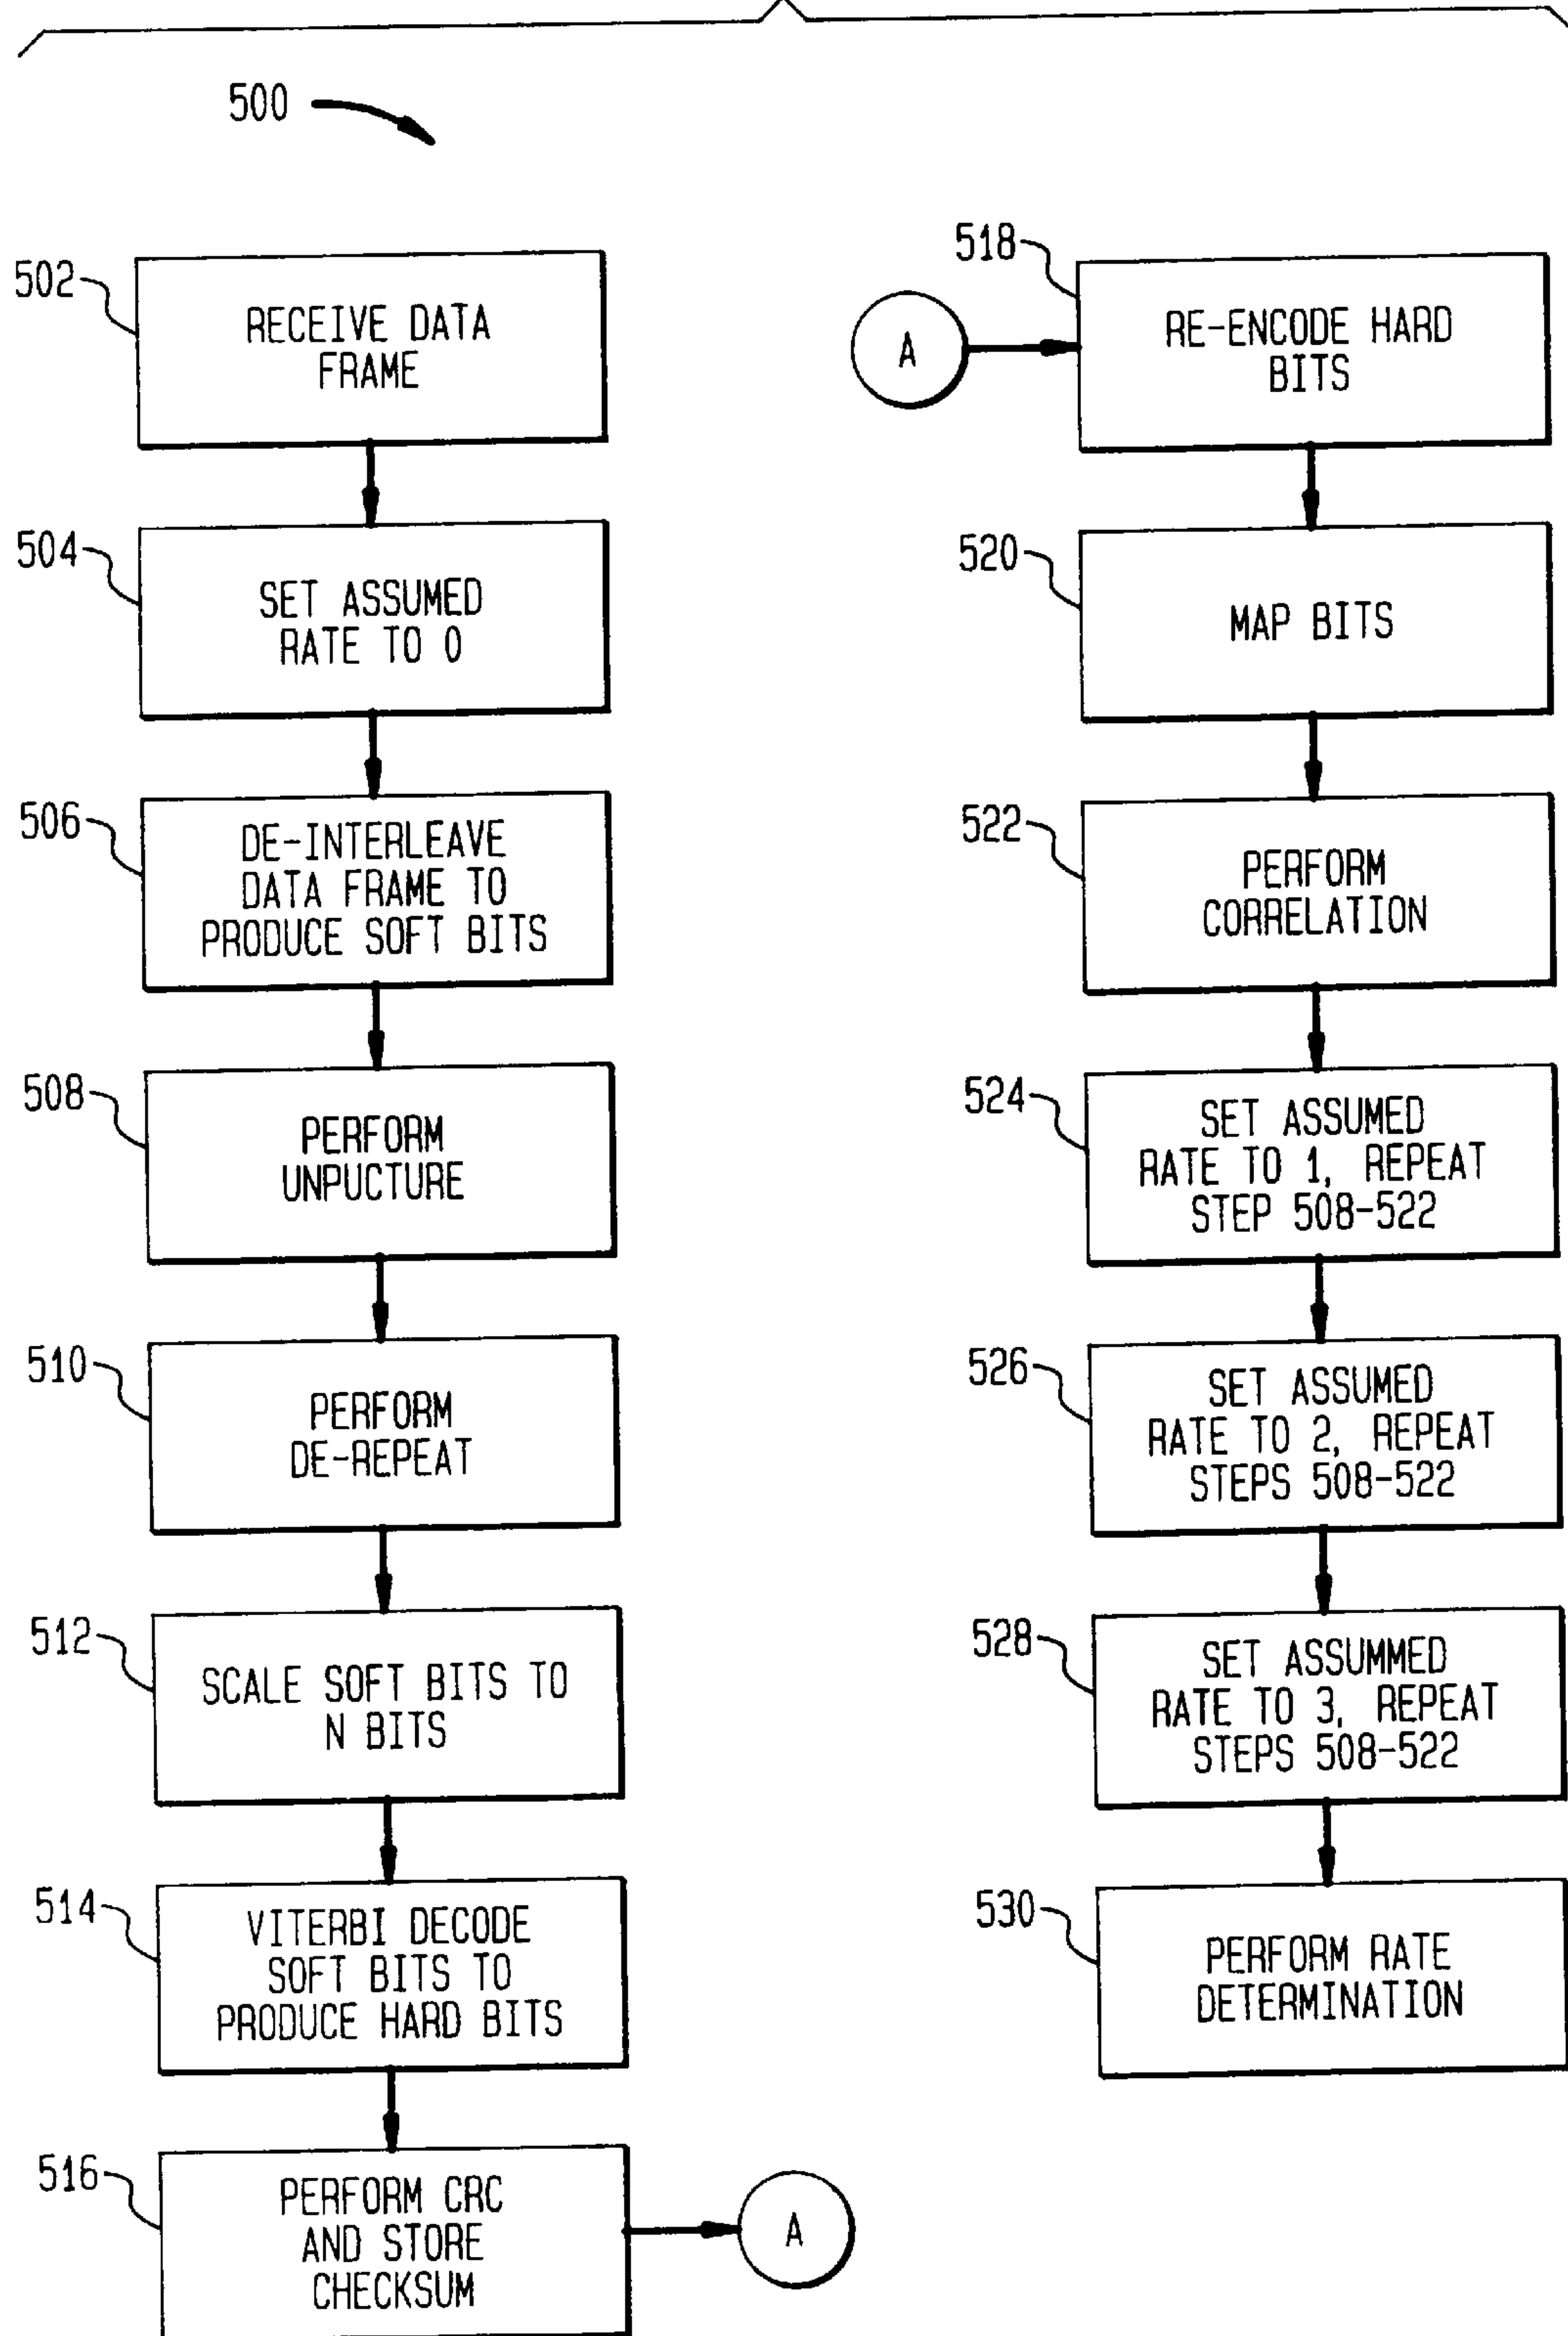 500
502
RECEIVE DATA
FRAME
504
SET ASSUMED
RATE TO 0
506
DE-INTERLEAVE
DATA FRAME TO
PRODUCE SOFT BITS
508
PERFORM
UNPUCTURE
510
PERFORM
DE-REPEAT
512
SCALE SOFT BITS TO
N BITS
514
VITERBI DECODE
SOFT BITS TO
PRODUCE HARD BITS
516
PERFORM CRC
AND STORE
CHECKSUM
A
A
518
RE-ENCODE HARD
BITS
520
MAP BITS
522
PERFORM
CORRELATION
524
SET ASSUMED
RATE TO 1, REPEAT
STEP 508-522
526
SET ASSUMED
RATE TO 2, REPEAT
STEPS 508-522
528
SET ASSUMMED
RATE TO 3, REPEAT
STEPS 508-522
530
PERFORM RATE
DETERMINATION